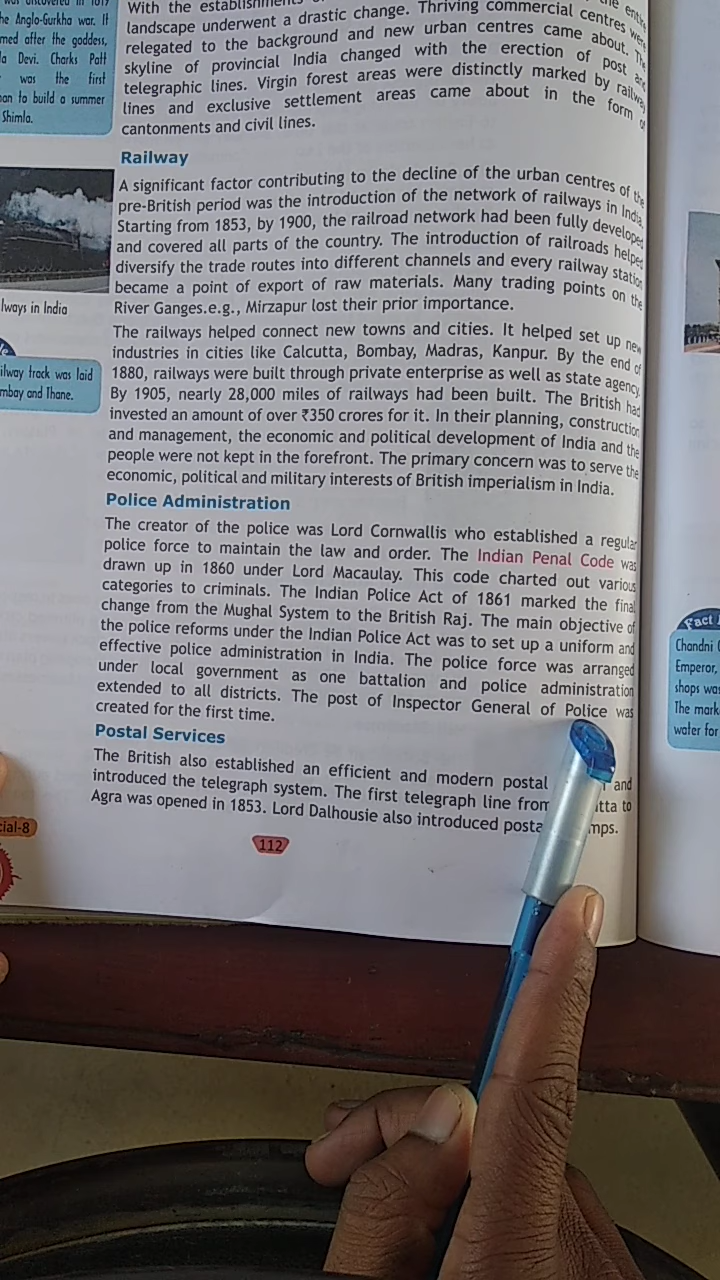 he Anglo-Gurkha war. It
med after the goddess,
Devi. Charks Patt
was the first
to build a summer
Shimla.
lways in India
ilway track was laid
mbay and Thane.
With the
landscape underwent a drastic change. Thriving commercial centres were
relegated to the background and new urban centres came about. The
skyline of provincial India changed with the erection of post and
telegraphic lines. Virgin forest areas were distinctly marked by railway
lines and exclusive settlement areas came about in the form of
cantonments and civil lines.
Railway
A significant factor contributing to the decline of the urban centres of the
pre-British period was the introduction of the network of railways in India.
Starting from 1853, by 1900, the railroad network had been fully developed
and covered all parts of the country. The introduction of railroads helped
diversify the trade routes into different channels and every railway station
became a point of export of raw materials. Many trading points on the
River Ganges.e.g., Mirzapur lost their prior importance.
The railways helped connect new towns and cities. It helped set up new
industries in cities like Calcutta, Bombay, Madras, Kanpur. By the end of
1880, railways were built through private enterprise as well as state agency.
By 1905, nearly 28,000 miles of railways had been built. The British had
invested an amount of over ₹350 crores for it. In their planning, construction
and management, the economic and political development of India and the
people were not kept in the forefront. The primary concern was to serve the
economic, political and military interests of British imperialism in India.
Police Administration
The creator of the police was Lord Cornwallis who established a regular
police force to maintain the law and order. The Indian Penal Code was
drawn up in 1860 under Lord Macaulay. This code charted out various
categories to criminals. The Indian Police Act of 1861 marked the final
change from the Mughal System to the British Raj. The main objective of
the police reforms under the Indian Police Act was to set up a uniform and
effective police administration in India. The police force was arranged
under local government as one battalion and police administration
extended to all districts. The post of Inspector General of Police was
created for the first time.
Postal Services
The British also established an efficient and modern postal and
introduced the telegraph system. The first telegraph line from tta to
Agra was opened in 1853. Lord Dalhousie also introduced posta mps.
cial-8
112
Fact
Chandni
Emperor,
shops was
The mark
water for